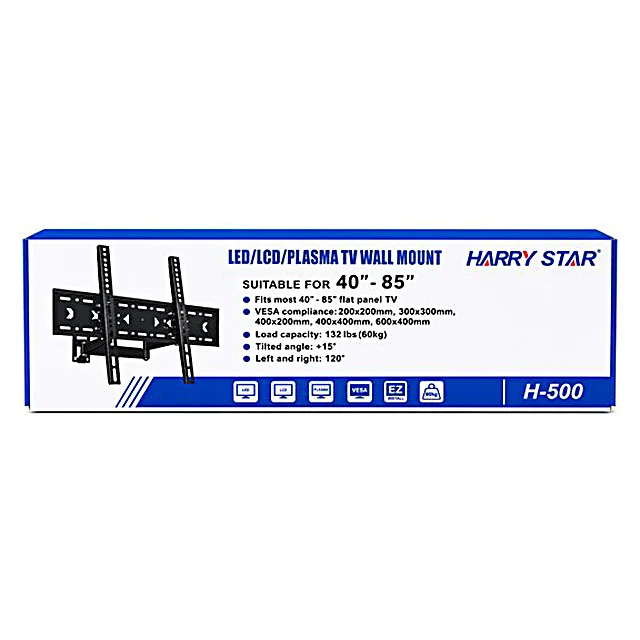 LED/LCD/PLASMA TV WALL MOUNT
HARRY STAR®
SUITABLE FOR 40”- 85”
● Fits most 40" - 85" flat panel TV
● VESA compliance: 200x200mm, 300x300mm,
400x200mm, 400x400mm, 600x400mm
● Load capacity: 132 lbs (60kg)
● Tilted angle: +15°
● Left and right: 120°
LED
LCD
PLASMA
VESA
EZ
INSTALL
60kg
H-500